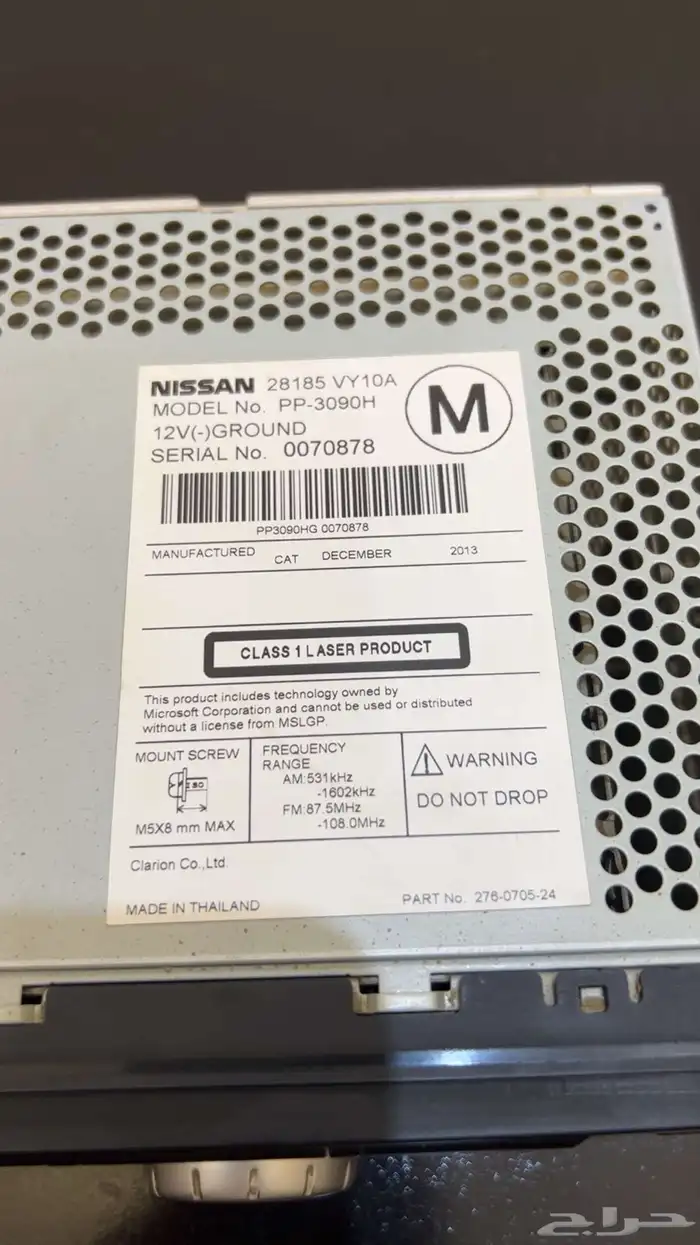 NISSAN 28185 VY10A
MODEL No. PP-3090H
M
12V(-)GROUND
SERIAL No. 0070878
PP3090HG 0070878
MANUFACTURED CAT DECEMBER 2013
CLASS 1 LASER PRODUCT
This product includes technology owned by
Microsoft Corporation and cannot be used or distributed
without a license from MSLGP.
MOUNT SCREW
ISO
M5X8 mm MAX
FREQUENCY
RANGE
AM:531kHz
-1602kHz
FM:87.5MHz
-108.0MHz
WARNING
DO NOT DROP
Clarion Co.,Ltd.
MADE IN THAILAND
PART No. 276-0705-24
حراج